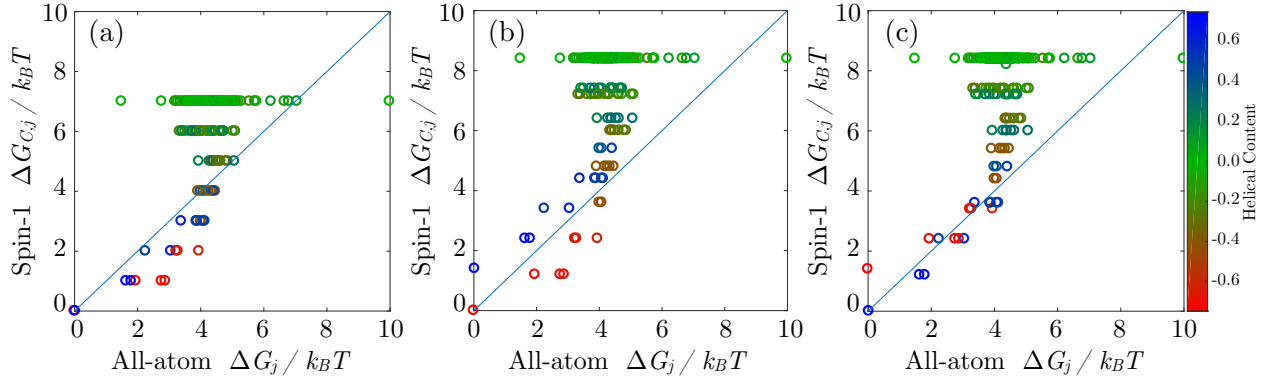 (a)
10
8
6
4
2
0
Spin-1 ΔG_{C,j} / k_BT
0 2 4 6 8 10
All-atom ΔG_j / k_BT
(b)
10
8
6
4
2
0
Spin-1 ΔG_{C,j} / k_BT
0 2 4 6 8 10
All-atom ΔG_j / k_BT
(c)
10
8
6
4
2
0
Spin-1 ΔG_{C,j} / k_BT
0 2 4 6 8 10
All-atom ΔG_j / k_BT
0.6
0.4
0.2
0.0
-0.2
-0.4
-0.6
Helical Content